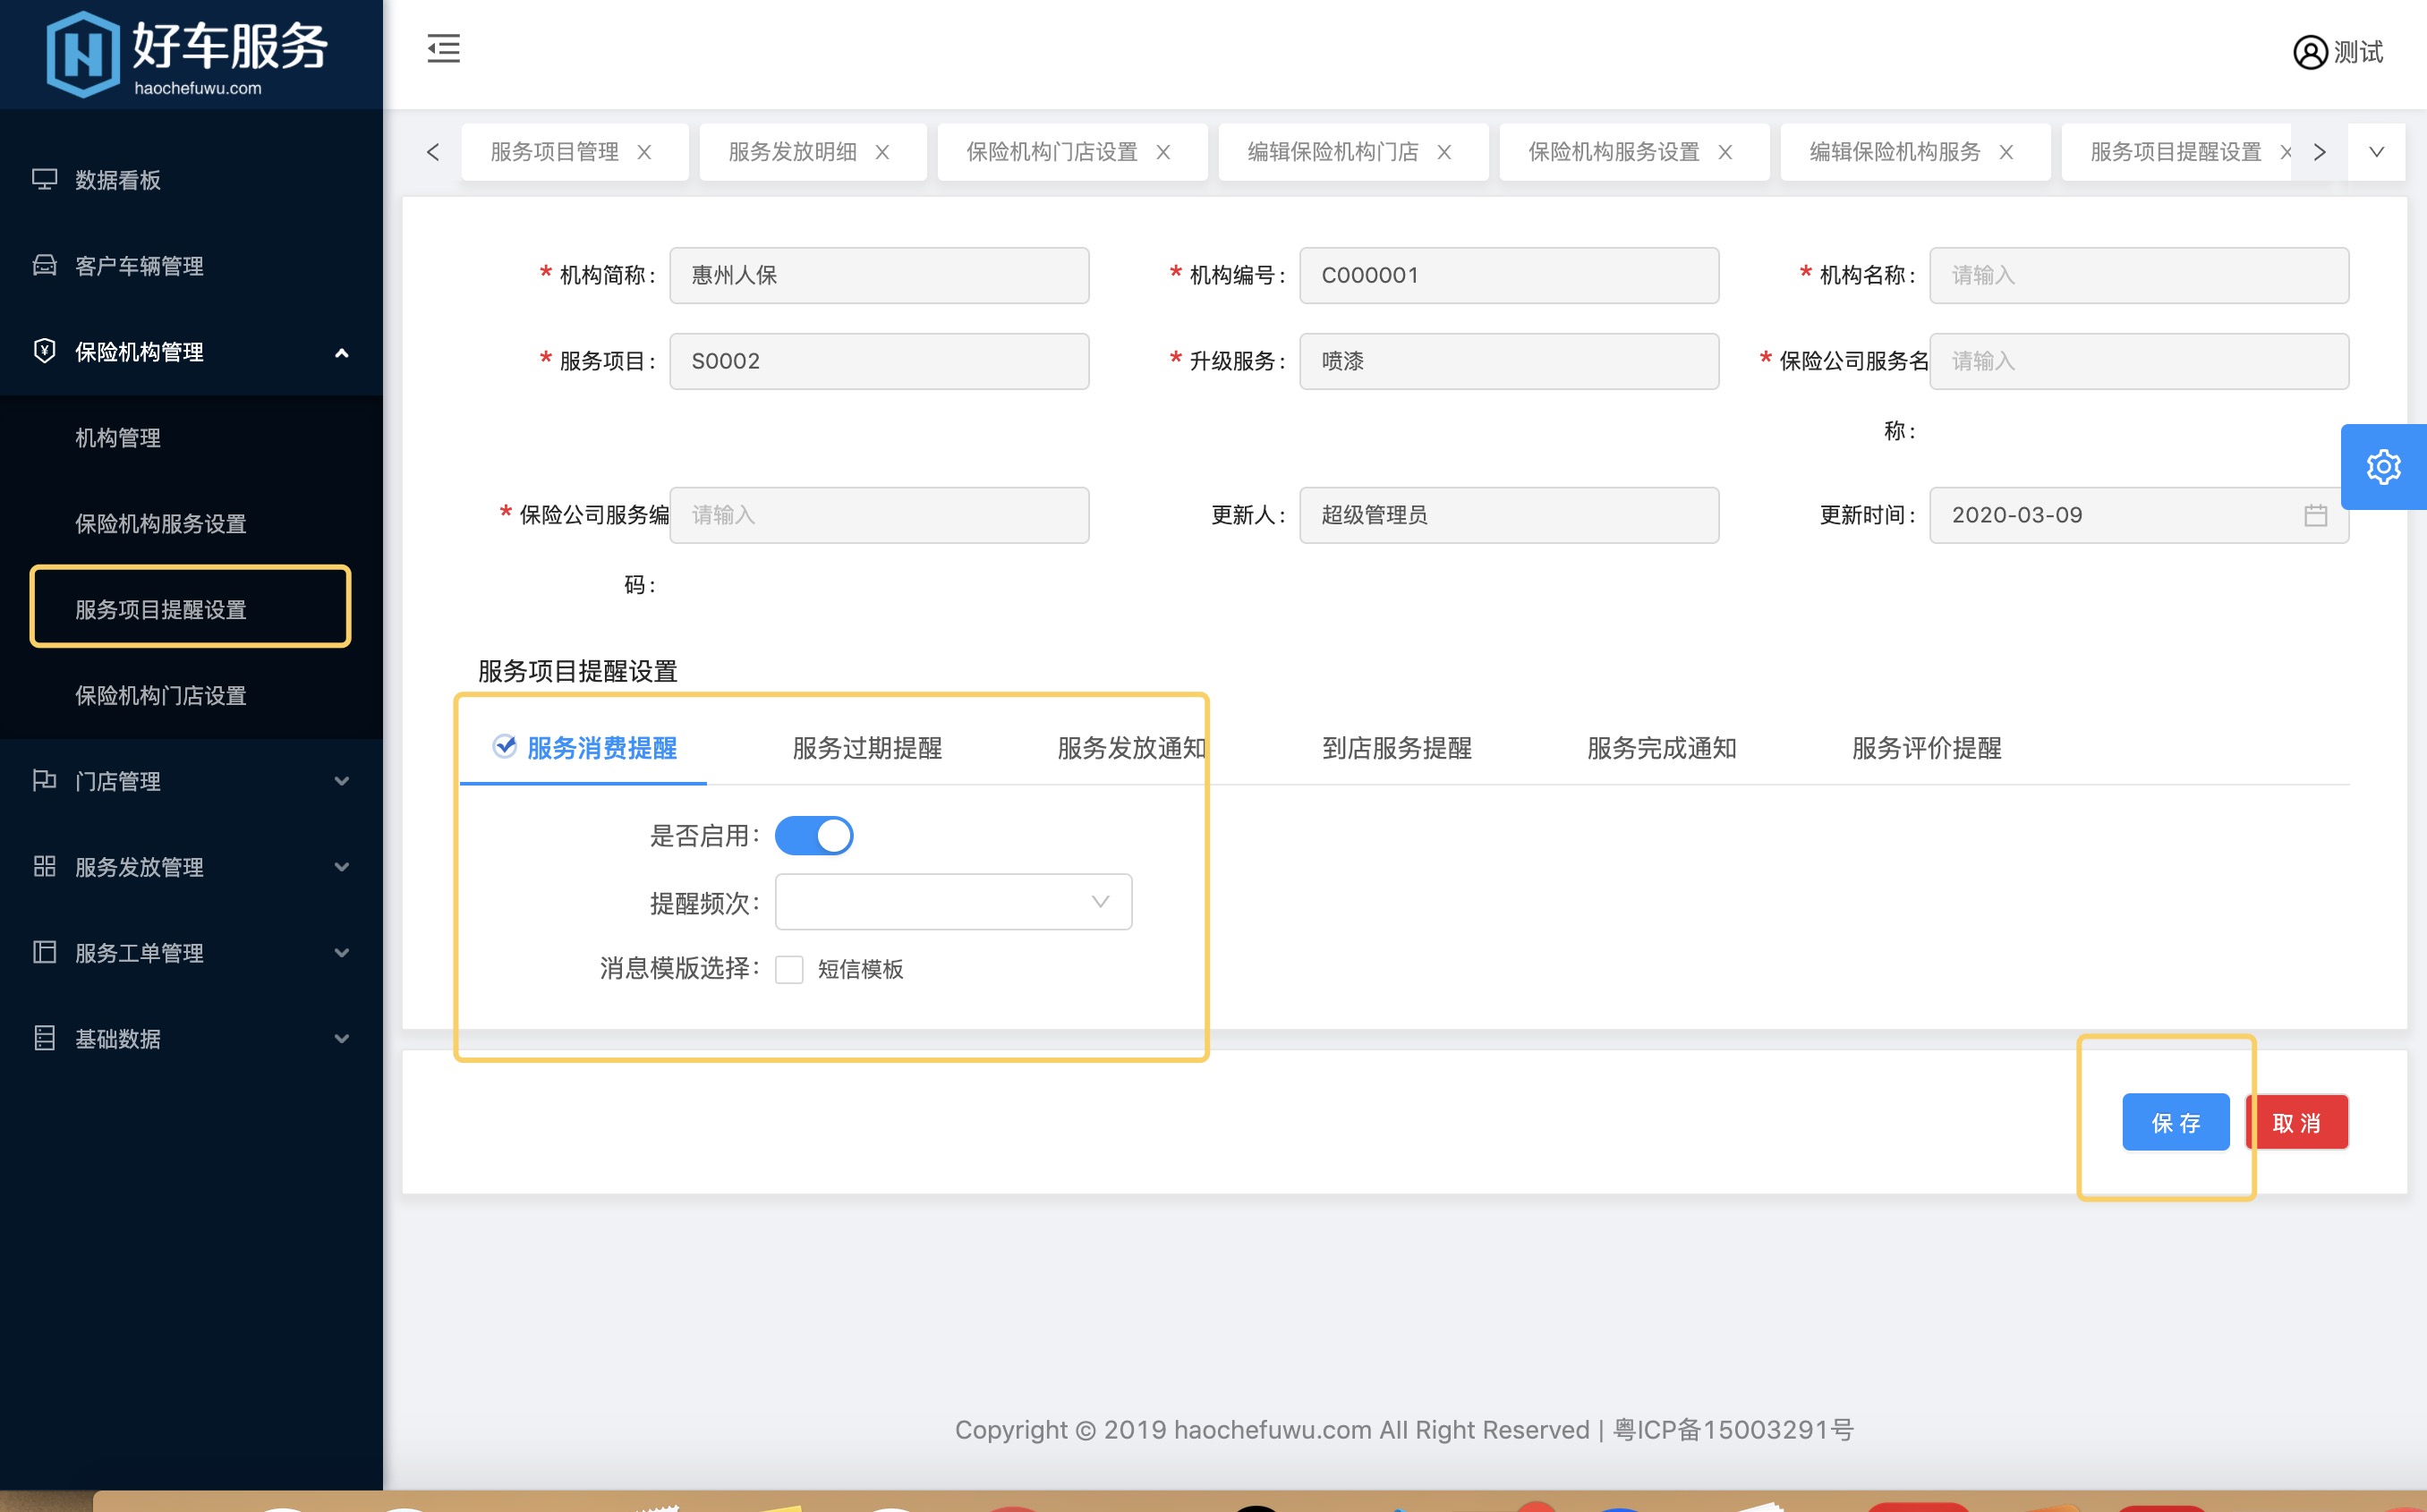 好车服务
haochefuwu.com
测试
数据看板
客户车辆管理
保险机构管理
机构管理
保险机构服务设置
服务项目提醒设置
保险机构门店设置
门店管理
服务发放管理
服务工单管理
基础数据
服务项目管理
服务发放明细
保险机构门店设置
编辑保险机构门店
保险机构服务设置
编辑保险机构服务
服务项目提醒设置
* 机构简称: 惠州人保
* 机构编号: C000001
* 机构名称: 请输入
* 服务项目: S0002
* 升级服务: 喷漆
* 保险公司服务名称: 请输入
* 保险公司服务编码: 请输入
更新人: 超级管理员
更新时间: 2020-03-09
服务项目提醒设置
服务消费提醒 服务过期提醒 服务发放通知 到店服务提醒 服务完成通知 服务评价提醒
是否启用:
提醒频次:
消息模版选择: 短信模板
保 存
取 消
Copyright © 2019 haochefuwu.com All Right Reserved | 粤ICP备15003291号